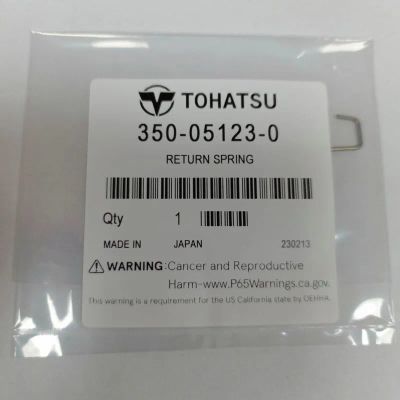 TOHATSU
350-05123-0
RETURN SPRING
Qty 1
MADE IN JAPAN 230213
⚠ WARNING:Cancer and Reproductive
Harm-www.P65Warnings.ca.gov.
This warning is a requirement for the US California state by OEHHA.